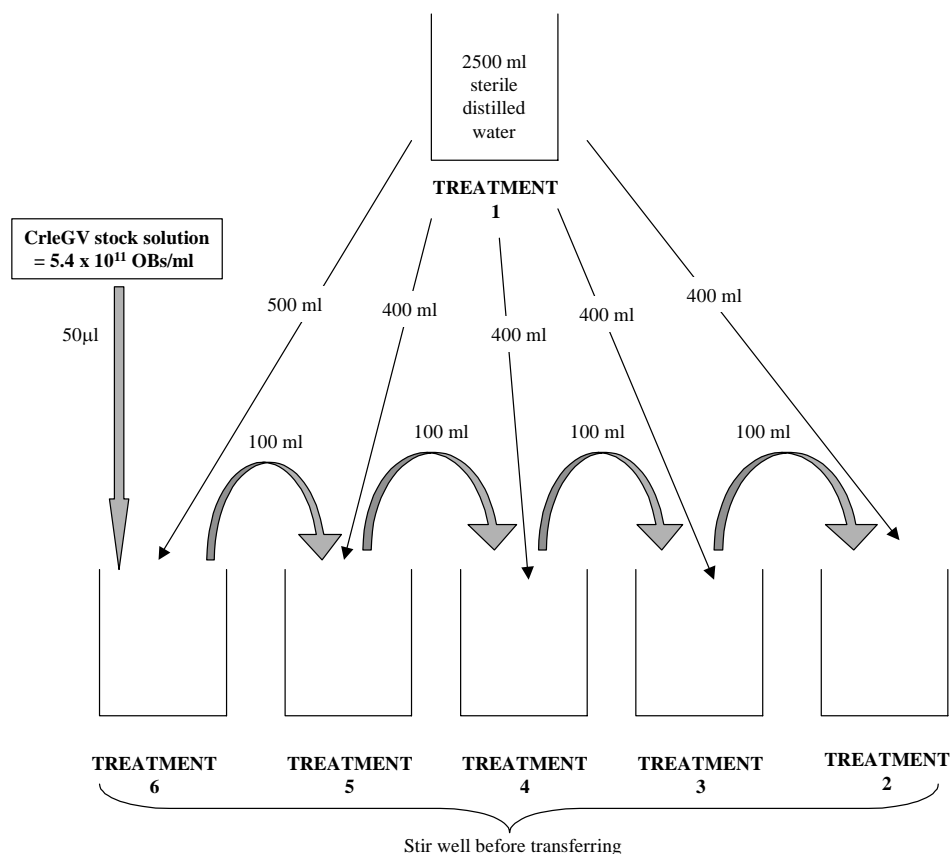 2500 ml
sterile
distilled
water
TREATMENT
1
CrleGV stock solution
= 5.4 x 10¹¹ OBs/ml
50µl
500 ml
400 ml
400 ml
400 ml
400 ml
100 ml
100 ml
100 ml
100 ml
TREATMENT
6
TREATMENT
5
TREATMENT
4
TREATMENT
3
TREATMENT
2
Stir well before transferring